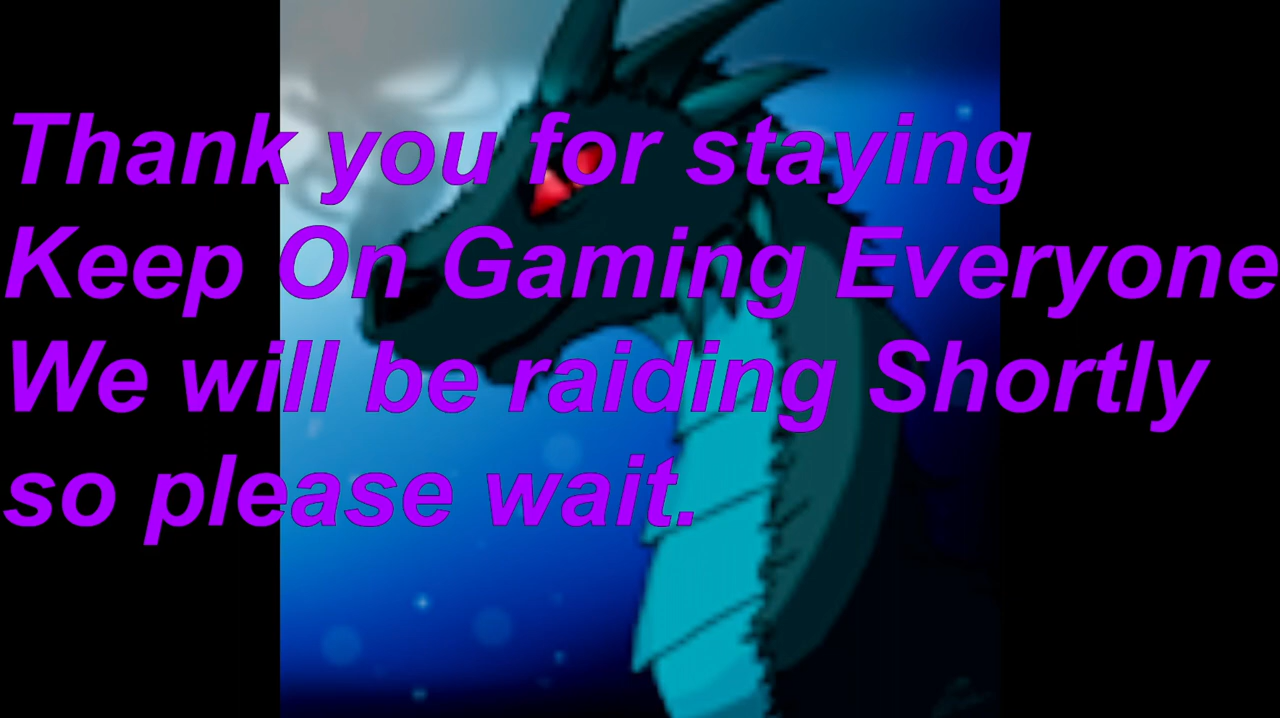 Thank you for staying
Keep On Gaming Everyone
We will be raiding Shortly
so please wait.